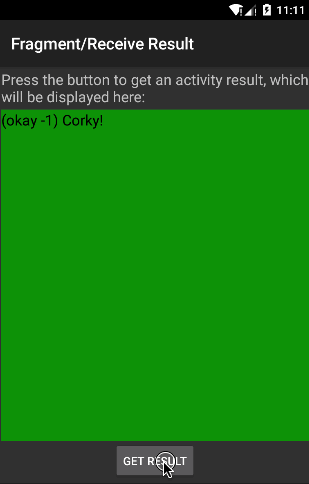 11:11
Fragment/Receive Result
Press the button to get an activity result, which
will be displayed here:
(okay -1) Corky!
GET RESULT